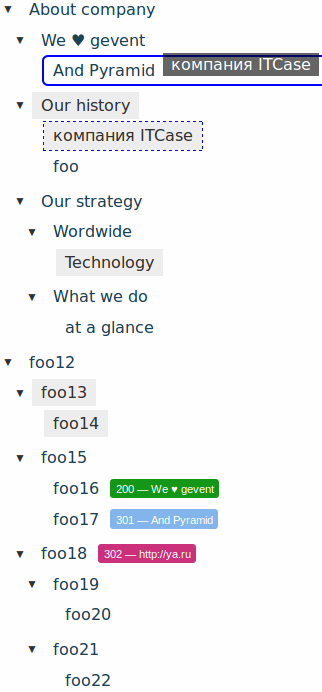 About company
We ♥ gevent
And Pyramid компания ITCase
Our history
компания ITCase
foo
Our strategy
Wordwide
Technology
What we do
at a glance
foo12
foo13
foo14
foo15
foo16 200 — We ♥ gevent
foo17 301 — And Pyramid
foo18 302 — http://ya.ru
foo19
foo20
foo21
foo22